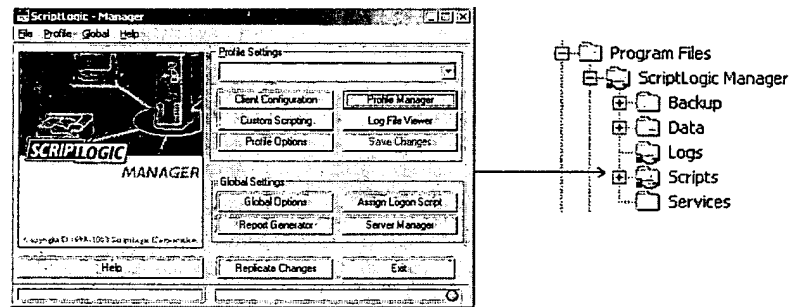 ScriptLogic - Manager
File Profile Global Help
Profile Settings
Client Configuration Profile Manager
Custom Scripting Log File Viewer
Profile Options Save Changes
SCRIPTLOGIC
MANAGER
Global Settings
Global Options Assign Logon Script
Report Generator Server Manager
ScriptLogic Corporation
Help Replicate Changes Exit
Program Files
ScriptLogic Manager
Backup
Data
Logs
Scripts
Services